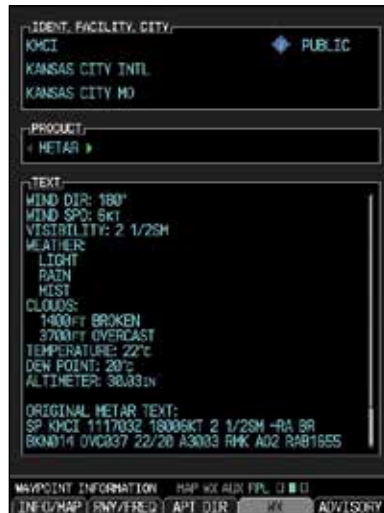 IDENT, FACILITY, CITY
KMCI PUBLIC
KANSAS CITY INTL
KANSAS CITY MO
PRODUCT
METAR
TEXT
WIND DIR: 180°
WIND SPD: 6KT
VISIBILITY: 2 1/2SM
WEATHER:
LIGHT
RAIN
MIST
CLOUDS:
1400FT BROKEN
3700FT OVERCAST
TEMPERATURE: 22°C
DEW POINT: 20°C
ALTIMETER: 30.03IN
ORIGINAL METAR TEXT:
SP KMCI 111703Z 18006KT 2 1/2SM -RA BR
BKN014 OVC037 22/20 A3003 RMK AO2 RAB1655
WAYPOINT INFORMATION MAP WX AUX FPL
INFO/MAP RWY/FREQ APT DIR WX ADVISORY